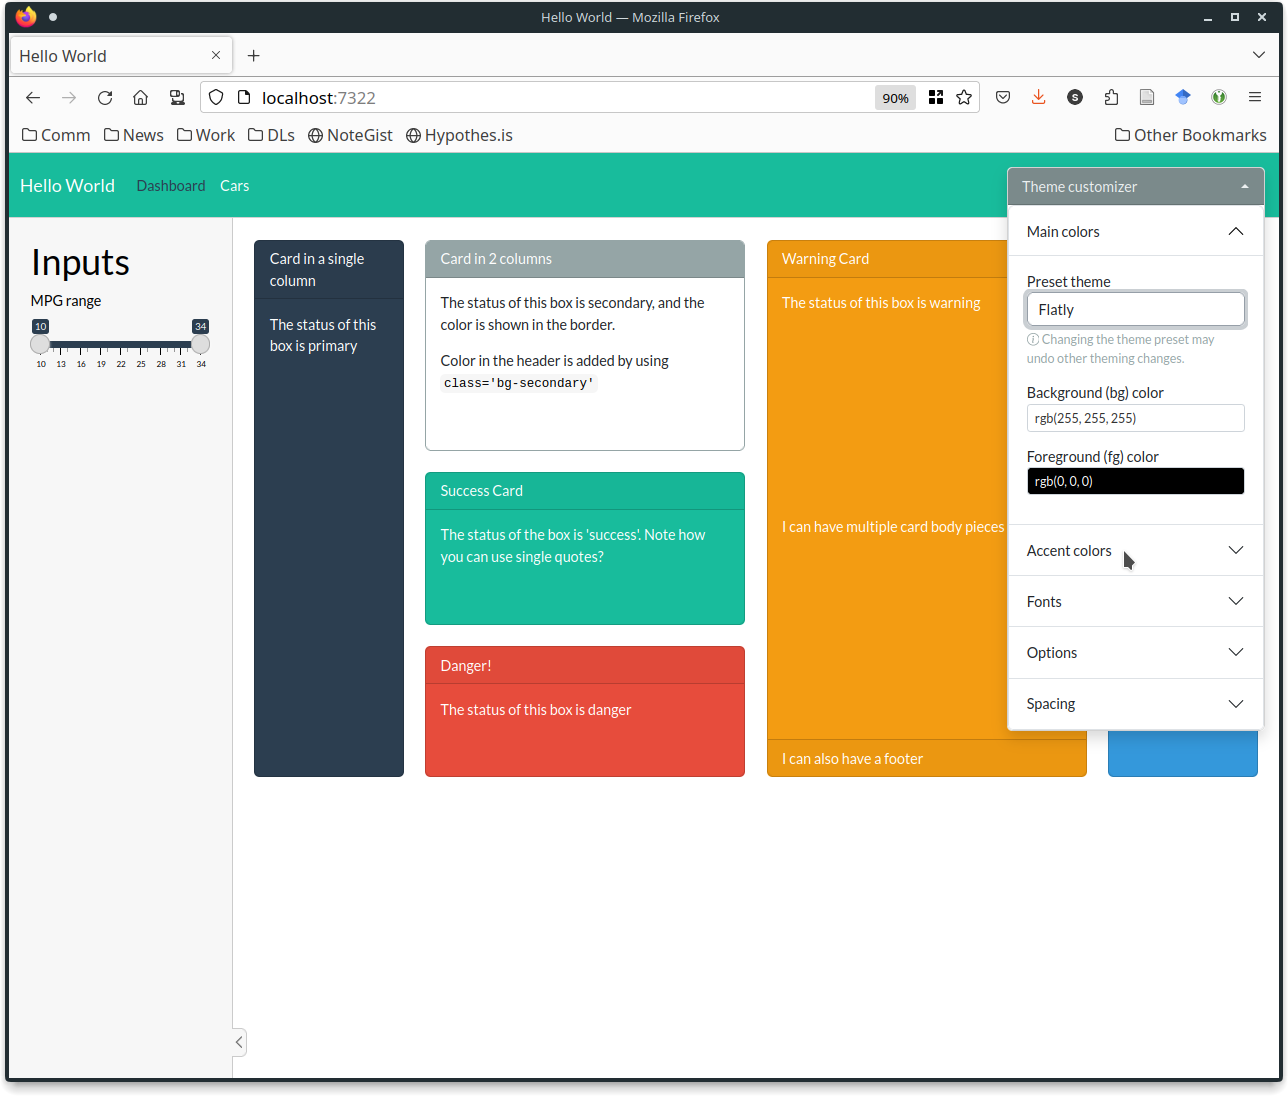 Hello World — Mozilla Firefox
Hello World
localhost:7322
90%
S
Comm
News
Work
DLs
NoteGist
Hypothes.is
Other Bookmarks
Hello World
Dashboard
Cars
Inputs
MPG range
10
34
10 13 16 19 22 25 28 31 34
Card in a single
column
The status of this
box is primary
Card in 2 columns
The status of this box is secondary, and the
color is shown in the border.
Color in the header is added by using
class='bg-secondary'
Success Card
The status of the box is 'success'. Note how
you can use single quotes?
Danger!
The status of this box is danger
Warning Card
The status of this box is warning
I can have multiple card body pieces
I can also have a footer
Theme customizer
Main colors
Preset theme
Flatly
Changing the theme preset may
undo other theming changes.
Background (bg) color
rgb(255, 255, 255)
Foreground (fg) color
rgb(0, 0, 0)
Accent colors
Fonts
Options
Spacing